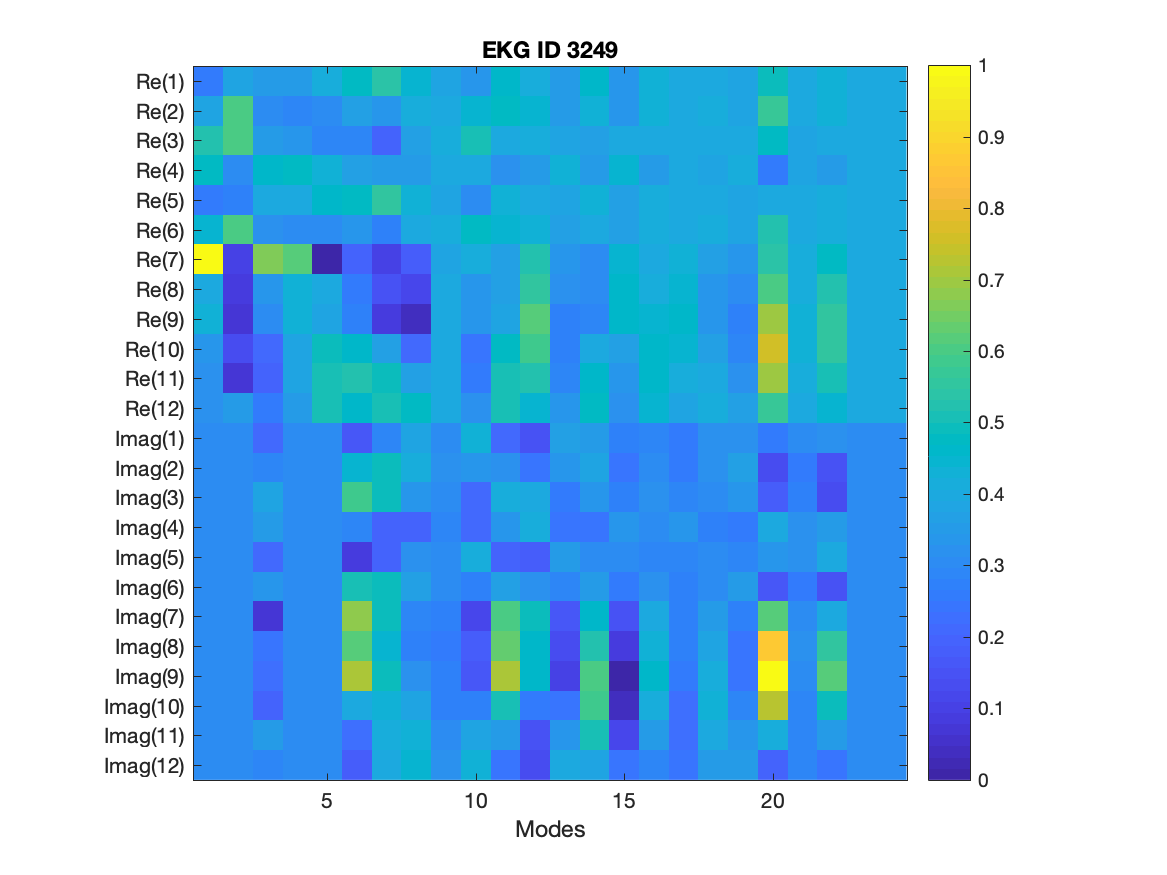 EKG ID 3249
Re(1)
Re(2)
Re(3)
Re(4)
Re(5)
Re(6)
Re(7)
Re(8)
Re(9)
Re(10)
Re(11)
Re(12)
Imag(1)
Imag(2)
Imag(3)
Imag(4)
Imag(5)
Imag(6)
Imag(7)
Imag(8)
Imag(9)
Imag(10)
Imag(11)
Imag(12)
5 10 15 20
Modes
1
0.9
0.8
0.7
0.6
0.5
0.4
0.3
0.2
0.1
0